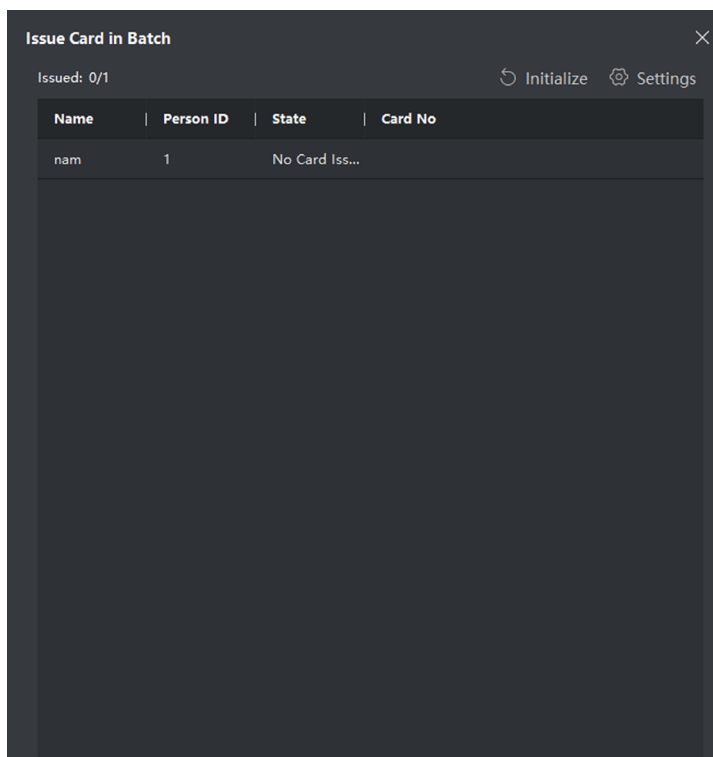 Issue Card in Batch
Issued: 0/1 Initialize Settings
Name Person ID State Card No
nam 1 No Card Iss...